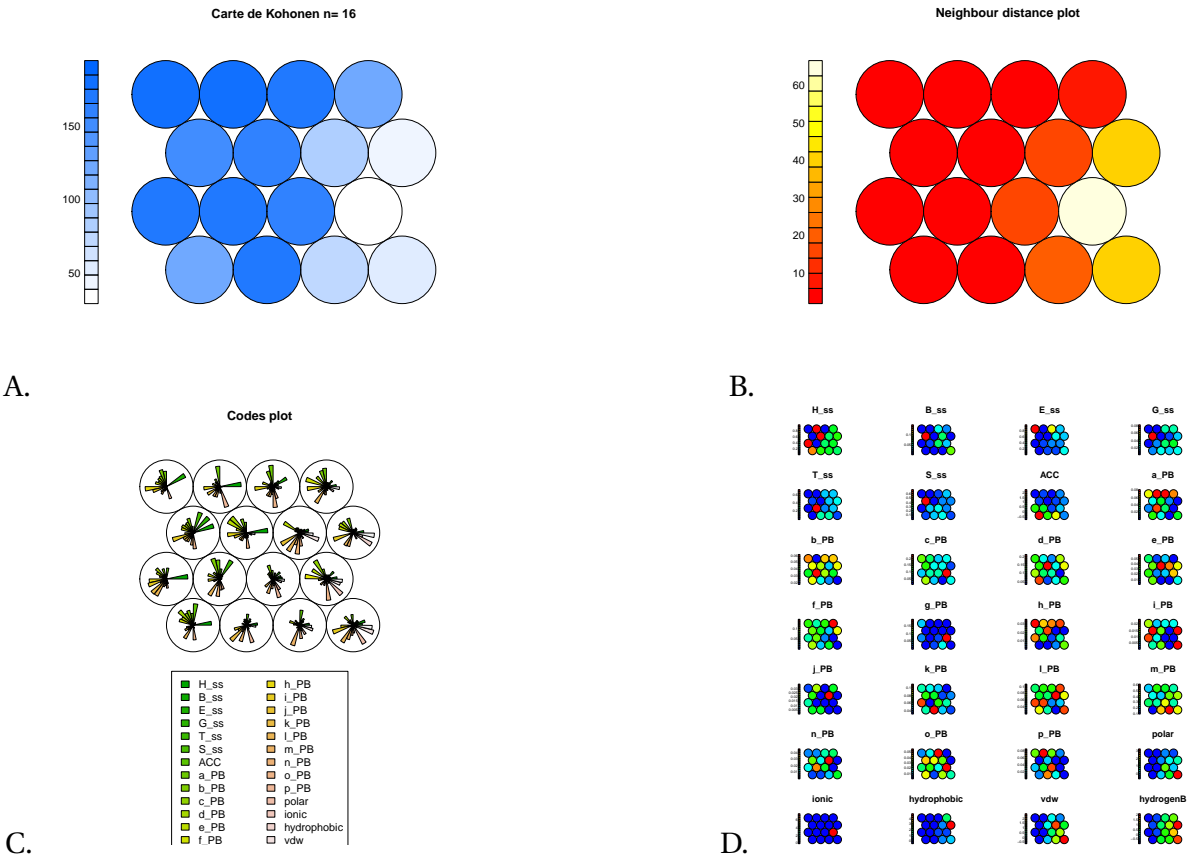 Carte de Kohonen n= 16
150
100
50
A.
Neighbour distance plot
60
50
40
30
20
10
B.
Codes plot
H_ss
B_ss
E_ss
G_ss
T_ss
S_ss
ACC
a_PB
b_PB
c_PB
d_PB
e_PB
f_PB
h_PB
i_PB
j_PB
k_PB
l_PB
m_PB
n_PB
o_PB
p_PB
polar
ionic
hydrophobic
vdw
C.
H_ss B_ss E_ss G_ss
T_ss S_ss ACC a_PB
b_PB c_PB d_PB e_PB
f_PB g_PB h_PB i_PB
j_PB k_PB l_PB m_PB
n_PB o_PB p_PB polar
ionic hydrophobic vdw hydrogenB
D.